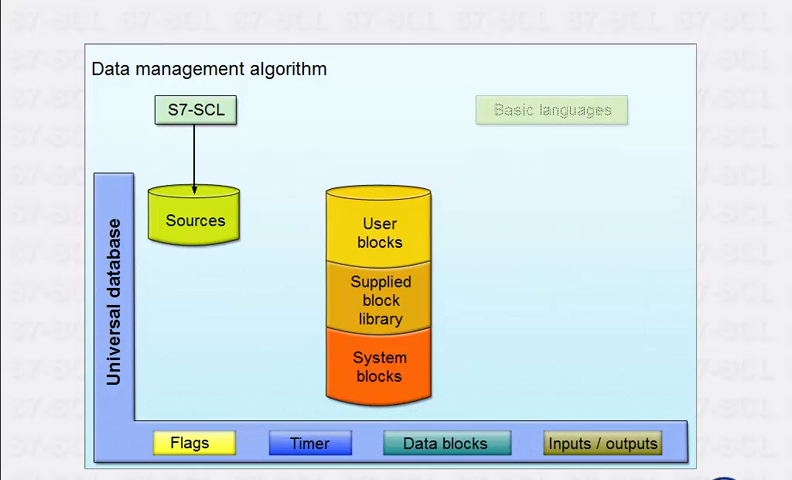 Data management algorithm
S7-SCL
Basic languages
Sources
User
blocks
Supplied
block
library
System
blocks
Universal database
Flags
Timer
Data blocks
Inputs / outputs